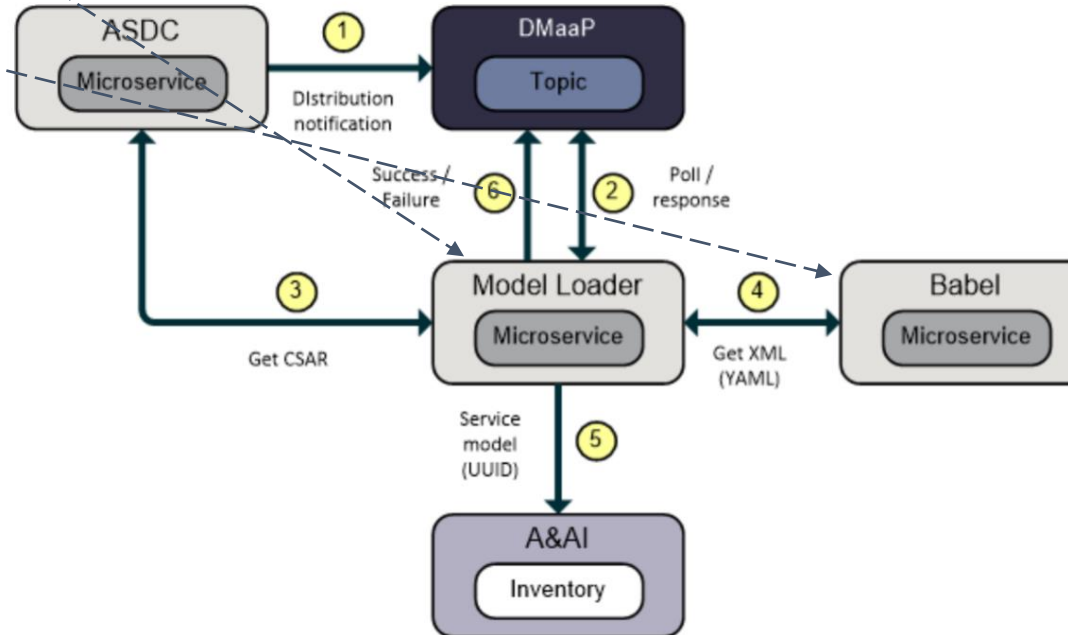 ASDC
Microservice
1
DIstribution
notification
DMaaP
Topic
Success /
Failure
6
2
Poll /
response
3
Get CSAR
Model Loader
Microservice
4
Get XML
(YAML)
Babel
Microservice
Service
model
(UUID)
5
A&AI
Inventory